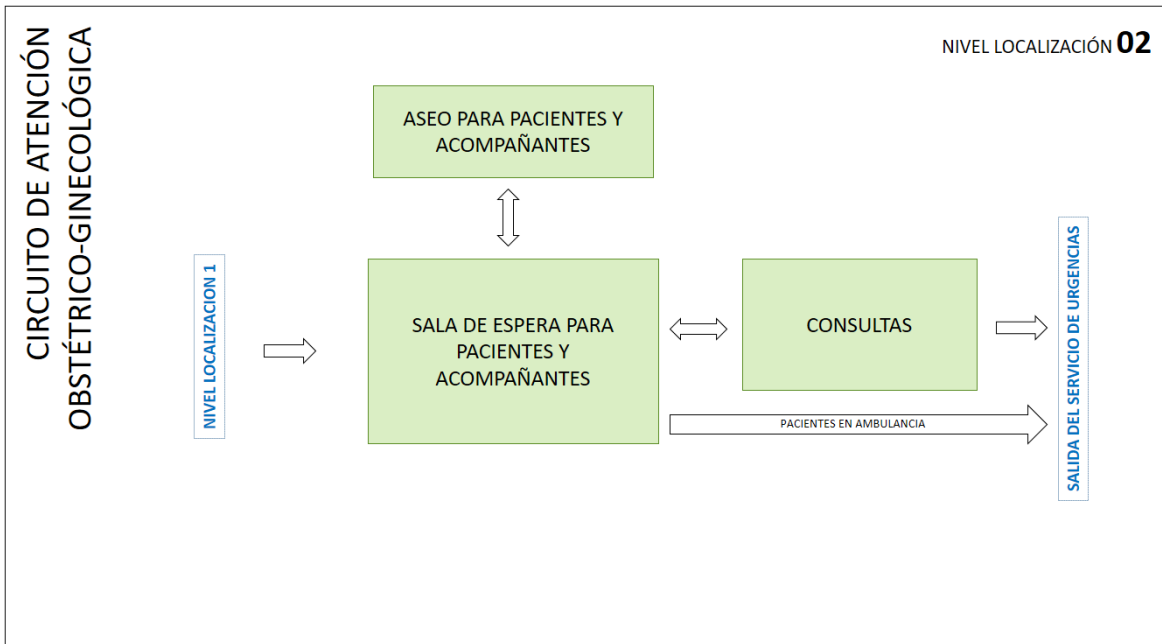 CIRCUITO DE ATENCIÓN
OBSTÉTRICO-GINECOLÓGICA
NIVEL LOCALIZACIÓN 02
ASEO PARA PACIENTES Y
ACOMPAÑANTES
NIVEL LOCALIZACION 1
SALA DE ESPERA PARA
PACIENTES Y
ACOMPAÑANTES
CONSULTAS
PACIENTES EN AMBULANCIA
SALIDA DEL SERVICIO DE URGENCIAS